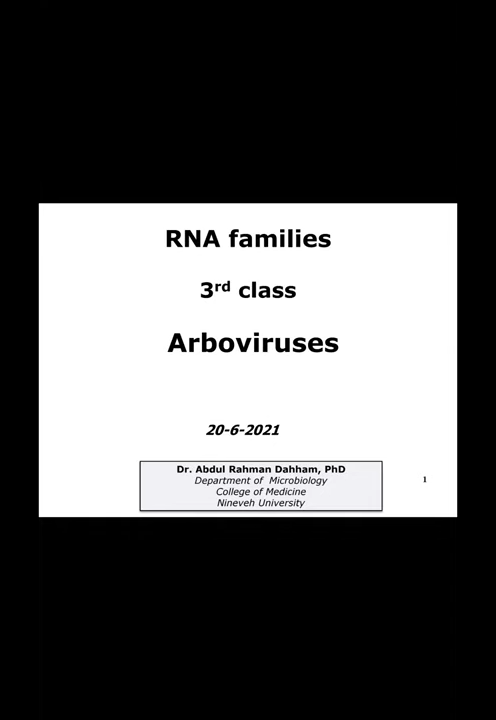 RNA families
3rd class
Arboviruses
20-6-2021
Dr. Abdul Rahman Dahham, PhD
Department of Microbiology
College of Medicine
Nineveh University
1